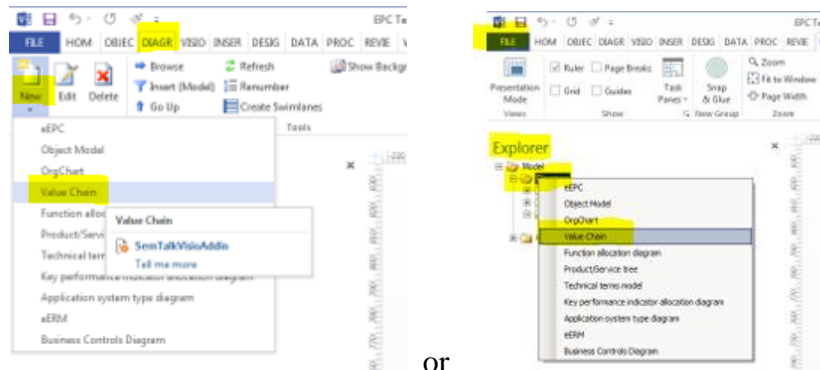 EPC Te
FILE HOM OBJEC DIAGR VISIO INSER DESIG DATA PROC REVIE V
New
Edit
Delete
Browse
Insert (Model)
Go Up
Refresh
Renumber
Create Swimlanes
Show Backgr
Tools
eEPC
Object Model
OrgChart
Value Chain
Function alloc
Product/Servi
Technical tern
Key performance indicator allocation diagram
Application system type diagram
eERM
Business Controls Diagram
Value Chain
SemTalkVisioAddIn
Tell me more
or
EPC Te
FILE HOM OBJEC DIAGR VISIO INSER DESIG DATA PROC REVIE
Presentation
Mode
Views
Ruler
Page Breaks
Grid
Guides
Show
Task
Panes
Snap
& Glue
New Group
Zoom
Fit to Window
Page Width
Zoom
Explorer
Model
eEPC
Object Model
OrgChart
Value Chain
Function allocation diagram
Product/Service tree
Technical terms model
Key performance indicator allocation diagram
Application system type diagram
eERM
Business Controls Diagram